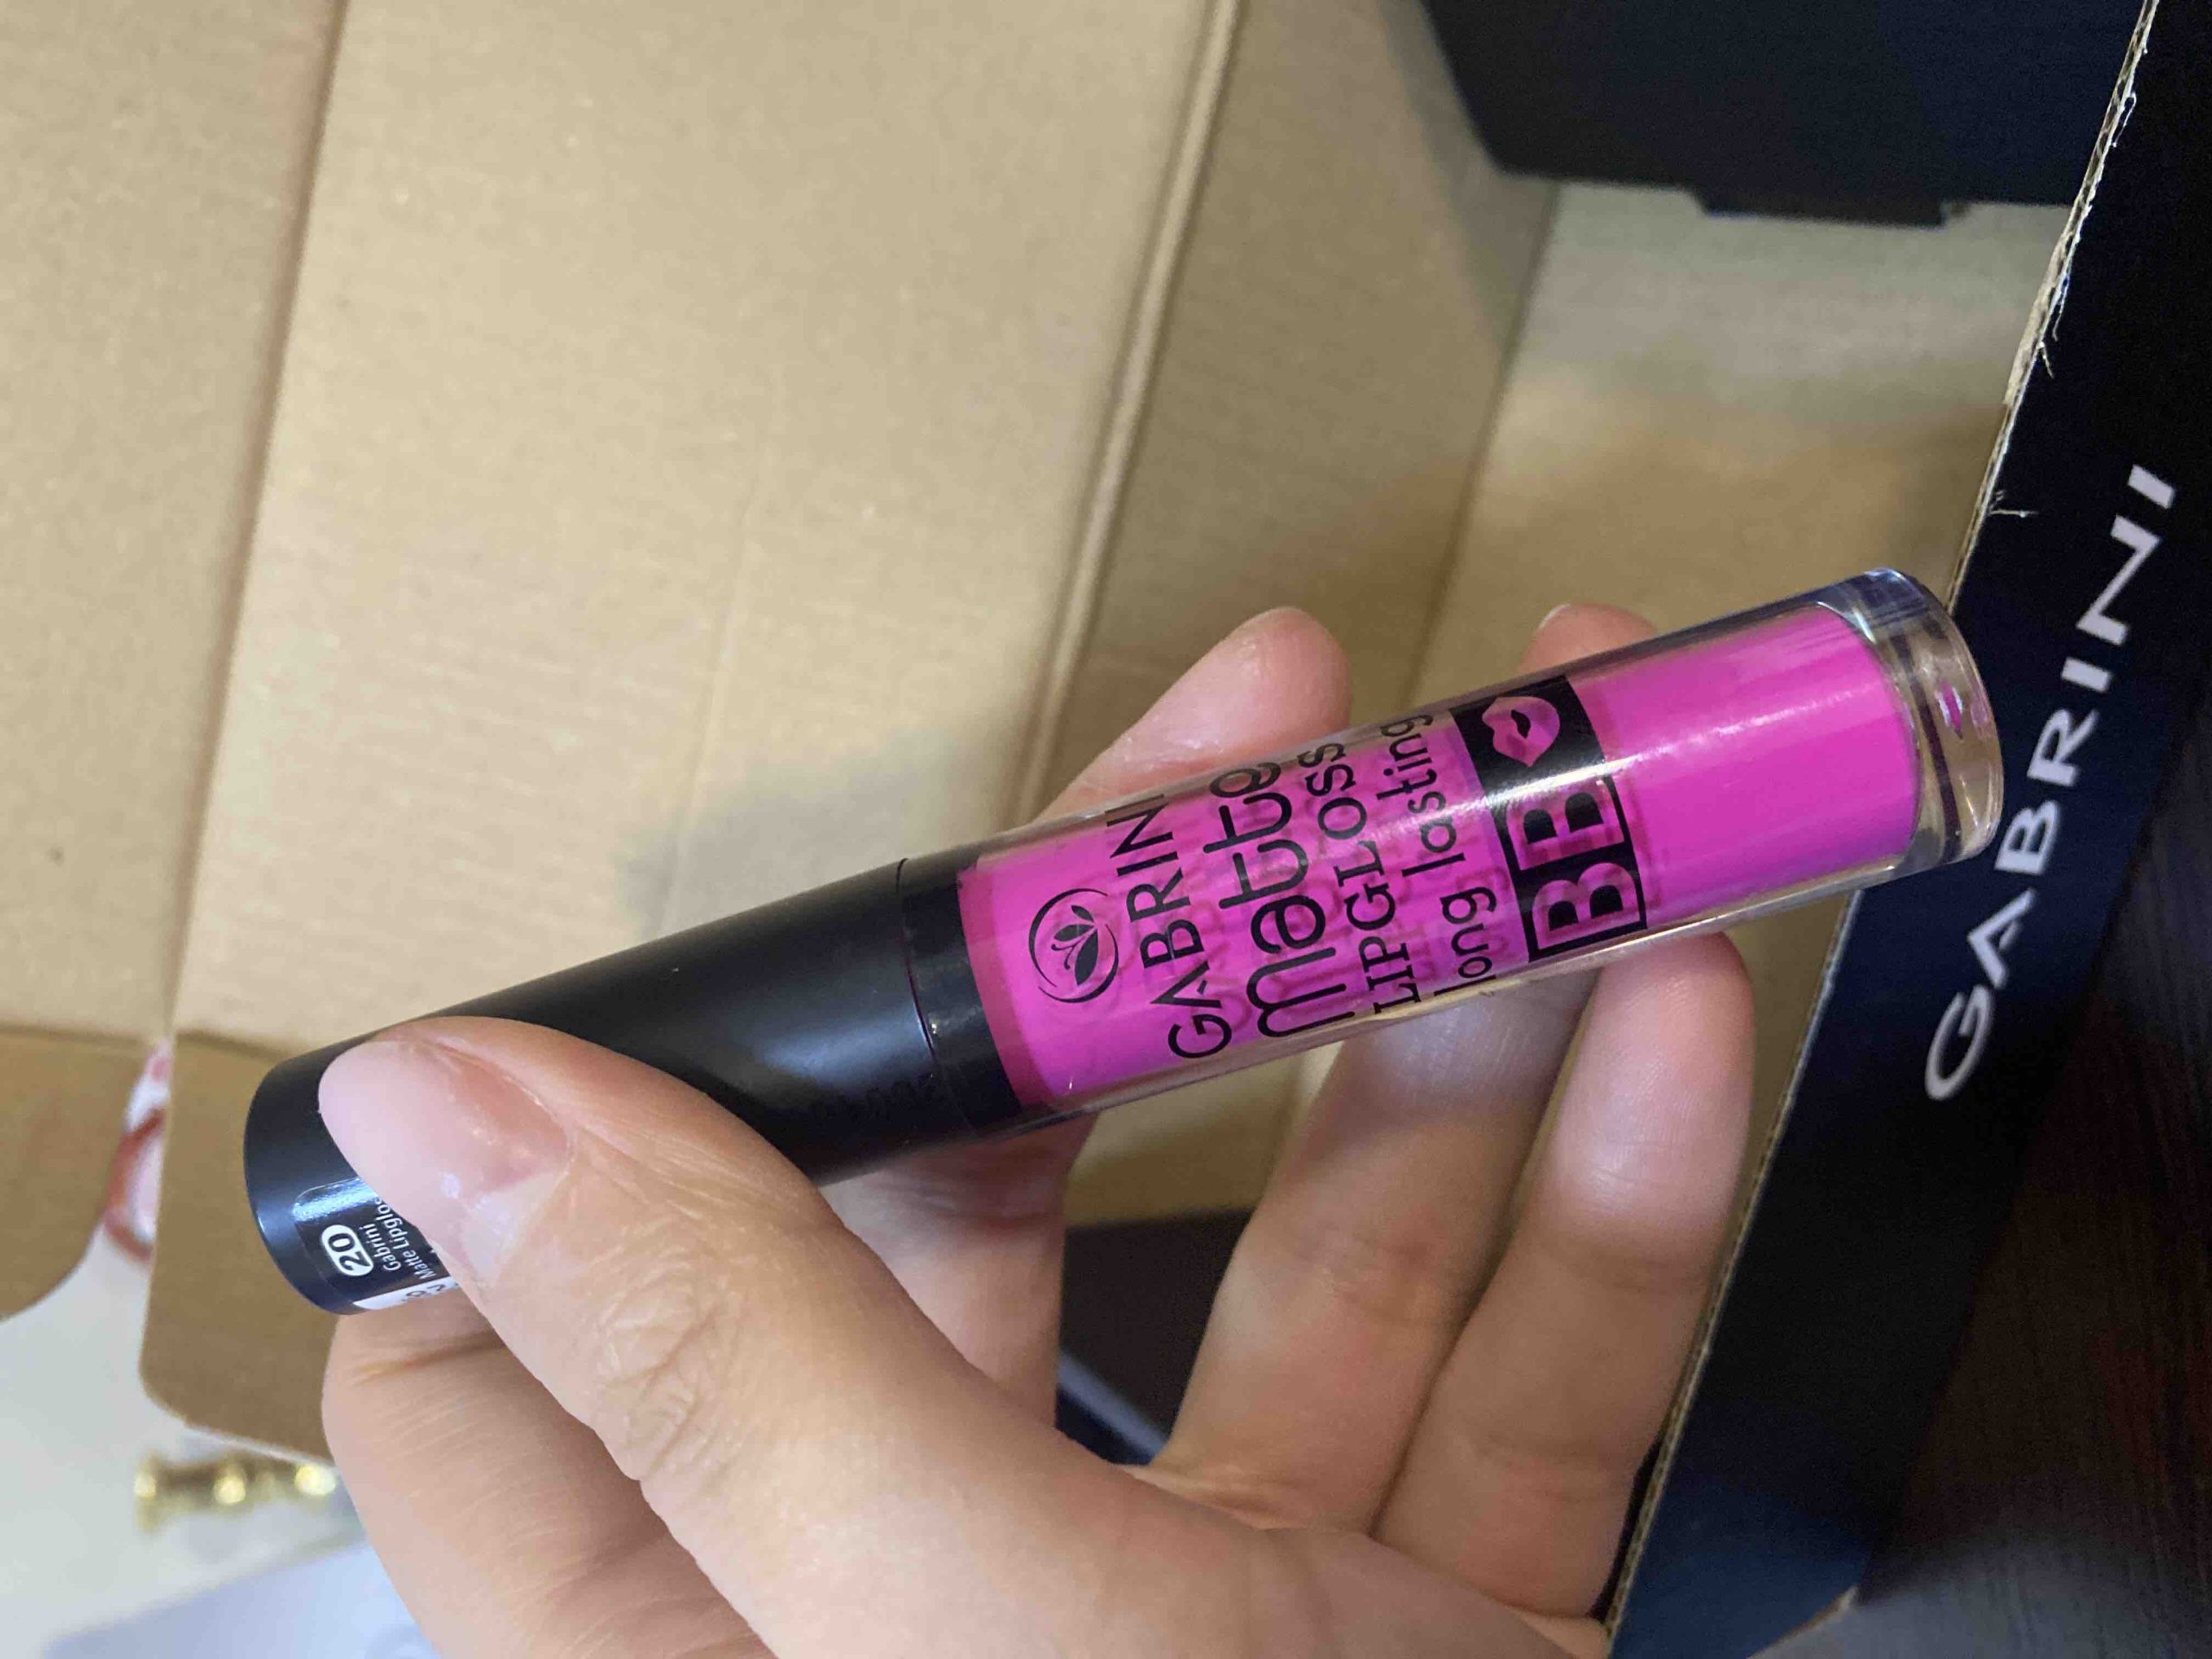 GABRINI
matte
LIPGLOSS
long lasting
BB
20
Gabrini
Matte Lipglo
GABRINI